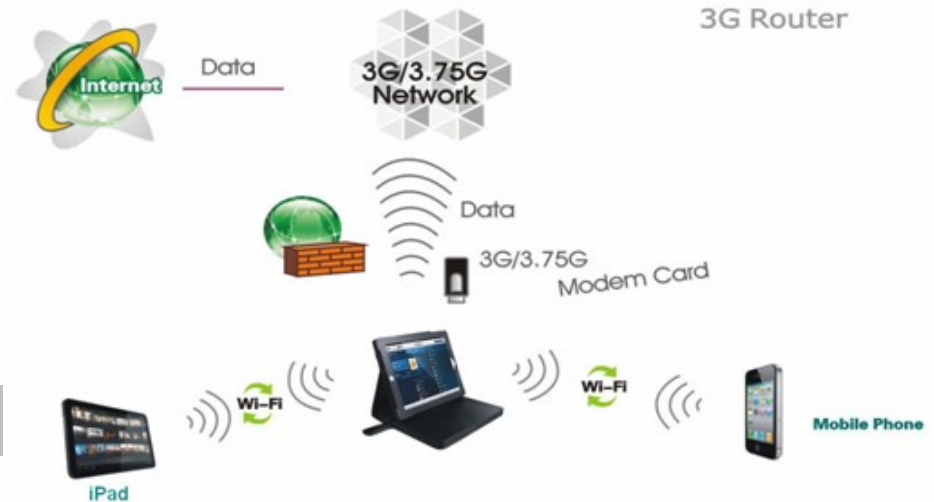 3G Router
Internet
Data
3G/3.75G
Network
Data
3G/3.75G
Modem Card
Wi-Fi
Wi-Fi
Mobile Phone
iPad